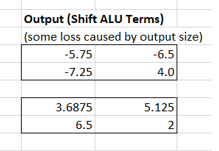 Output (Shift ALU Terms)
(some loss caused by output size)
-5.75 -6.5
-7.25 4.0
3.6875 5.125
6.5 2